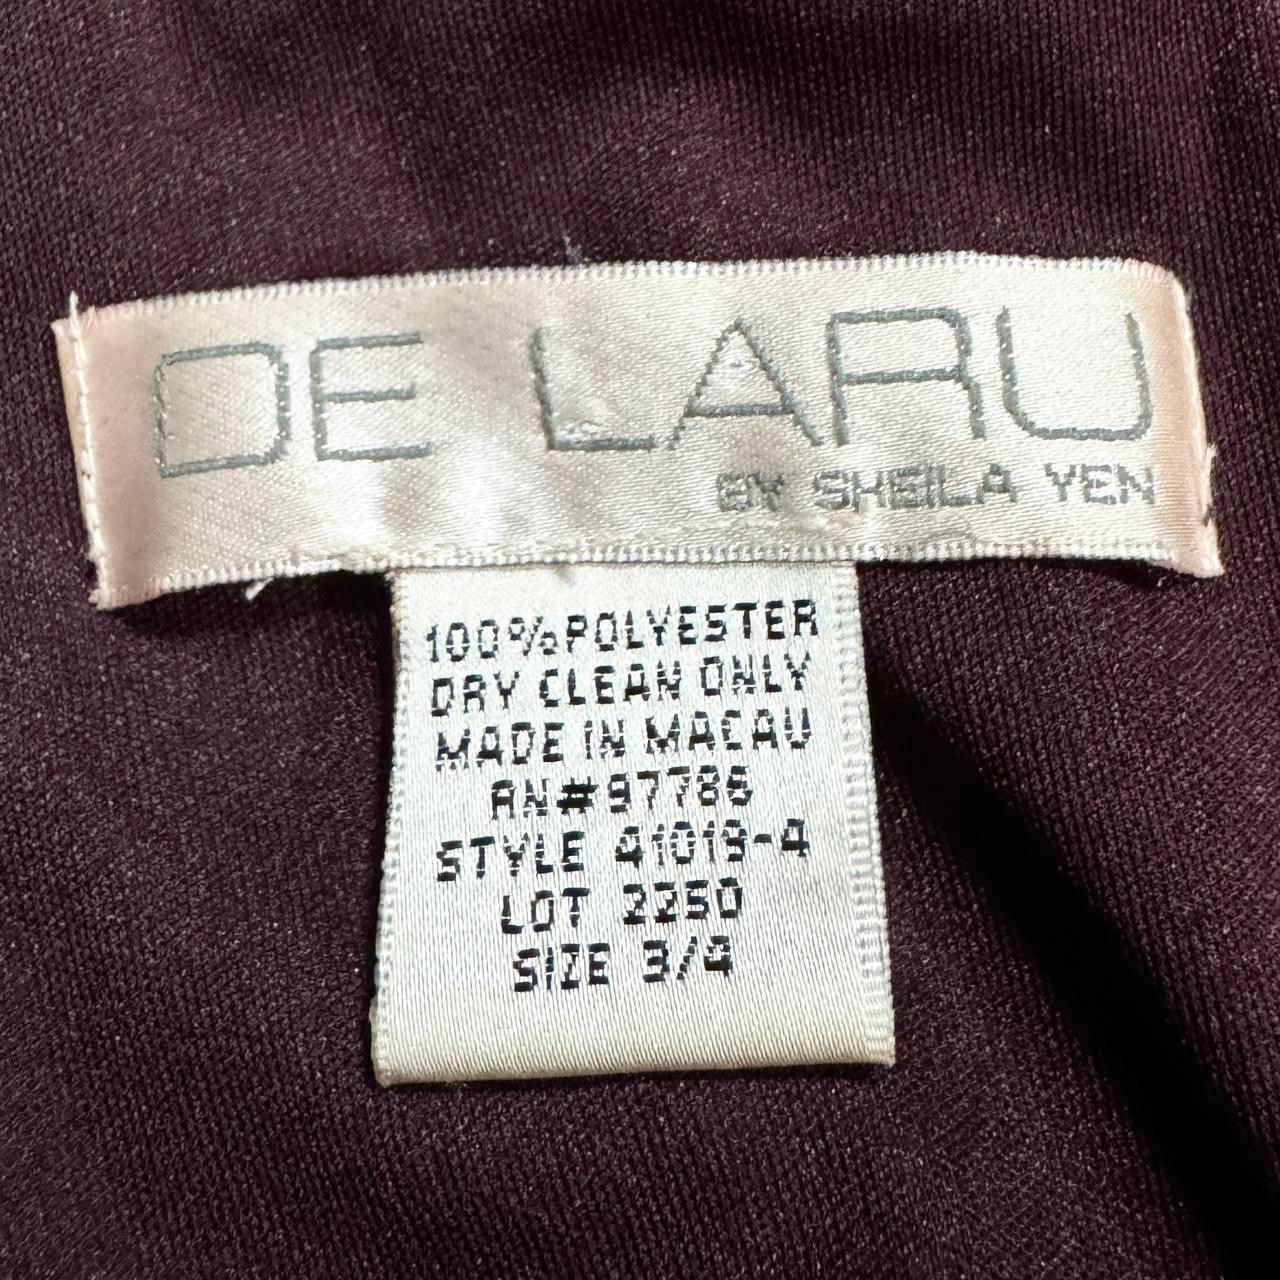 DE LARU
BY SHEILA YEN
100% POLYESTER
DRY CLEAN ONLY
MADE IN MACAU
RN#97786
STYLE 41019-4
LOT 2250
SIZE 3/4